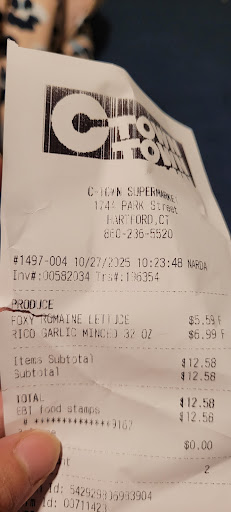 C-TOWN
TOWN
C-TOWN SUPERMARKET
1744 PARK Street
HARTFORD,CT
860-236-5520
#1497-004 10/27/2025 10:23:48 NARDA
Inv#:00582034 Trs#:196354
PRODUCE
FOXY ROMAINE LETTUCE $5.59 F
RICO GARLIC MINCED 32 OZ $6.99 F
Items Subtotal $12.58
Subtotal $12.58
TOTAL $12.58
EBT food stamps $12.58
$0.00
2